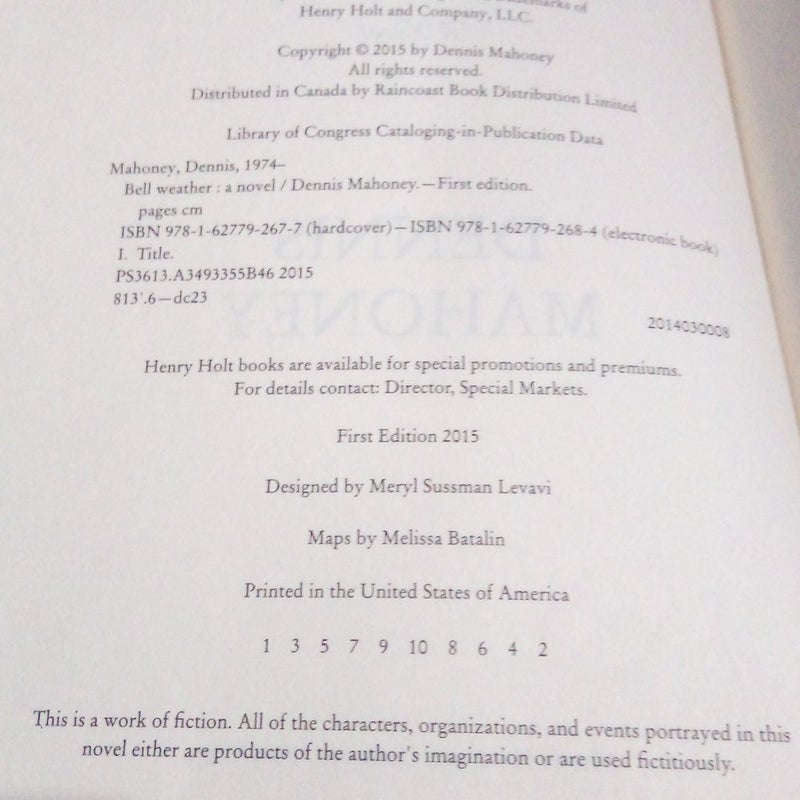 trademarks of
Henry Holt and Company, LLC.
Copyright © 2015 by Dennis Mahoney
All rights reserved.
Distributed in Canada by Raincoast Book Distribution Limited
Library of Congress Cataloging-in-Publication Data
Mahoney, Dennis, 1974–
Bell weather : a novel / Dennis Mahoney.—First edition.
pages cm
ISBN 978-1-62779-267-7 (hardcover)—ISBN 978-1-62779-268-4 (electronic book)
I. Title.
PS3613.A3493355B46 2015
813'.6—dc23
2014030008
DENNIS
MAHONEY
Henry Holt books are available for special promotions and premiums.
For details contact: Director, Special Markets.
First Edition 2015
Designed by Meryl Sussman Levavi
Maps by Melissa Batalin
Printed in the United States of America
1 3 5 7 9 10 8 6 4 2
This is a work of fiction. All of the characters, organizations, and events portrayed in this
novel either are products of the author's imagination or are used fictitiously.